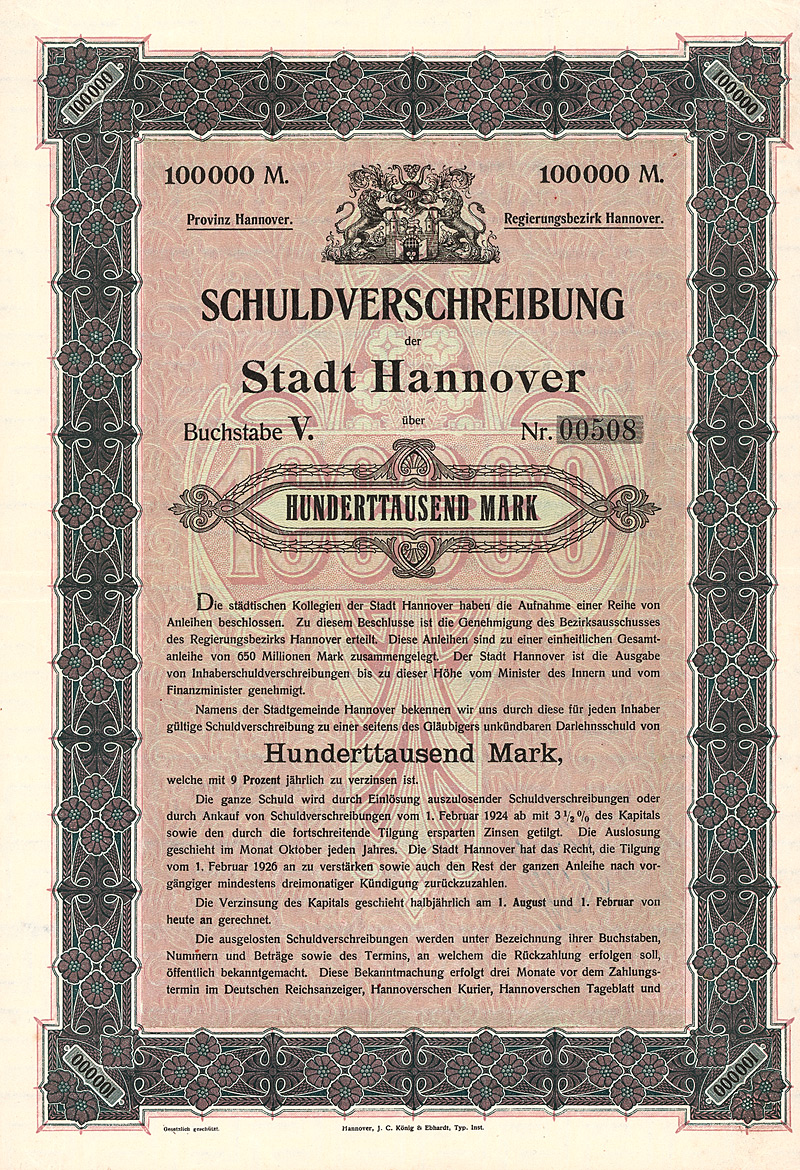 100000
100000
100000 M.
100000 M.
Provinz Hannover.
Regierungsbezirk Hannover.
SCHULDVERSCHREIBUNG
der
Stadt Hannover
über
Buchstabe V.
Nr. 00508
100000
HUNDERTTAUSEND MARK
Die städtischen Kollegien der Stadt Hannover haben die Aufnahme einer Reihe von
Anleihen beschlossen. Zu diesem Beschlusse ist die Genehmigung des Bezirksausschusses
des Regierungsbezirks Hannover erteilt. Diese Anleihen sind zu einer einheitlichen Gesamt-
anleihe von 650 Millionen Mark zusammengelegt. Der Stadt Hannover ist die Ausgabe
von Inhaberschuldverschreibungen bis zu dieser Höhe vom Minister des Innern und vom
Finanzminister genehmigt.
Namens der Stadtgemeinde Hannover bekennen wir uns durch diese für jeden Inhaber
gültige Schuldverschreibung zu einer seitens des Gläubigers unkündbaren Darlehnsschuld von
Hunderttausend Mark,
welche mit 9 Prozent jährlich zu verzinsen ist.
Die ganze Schuld wird durch Einlösung auszulosender Schuldverschreibungen oder
durch Ankauf von Schuldverschreibungen vom 1. Februar 1924 ab mit 3 1/2 % des Kapitals
sowie den durch die fortschreitende Tilgung ersparten Zinsen getilgt. Die Auslosung
geschieht im Monat Oktober jeden Jahres. Die Stadt Hannover hat das Recht, die Tilgung
vom 1. Februar 1926 an zu verstärken sowie auch den Rest der ganzen Anleihe nach vor-
gängiger mindestens dreimonatiger Kündigung zurückzuzahlen.
Die Verzinsung des Kapitals geschieht halbjährlich am 1. August und 1. Februar von
heute an gerechnet.
Die ausgelosten Schuldverschreibungen werden unter Bezeichnung ihrer Buchstaben,
Nummern und Beträge sowie des Termins, an welchem die Rückzahlung erfolgen soll,
öffentlich bekanntgemacht. Diese Bekanntmachung erfolgt drei Monate vor dem Zahlungs-
termin im Deutschen Reichsanzeiger, Hannoverschen Kurier, Hannoverschen Tageblatt und
100000
100000
Gesetzlich geschützt.
Hannover, J. C. König & Ebhardt, Typ. Inst.